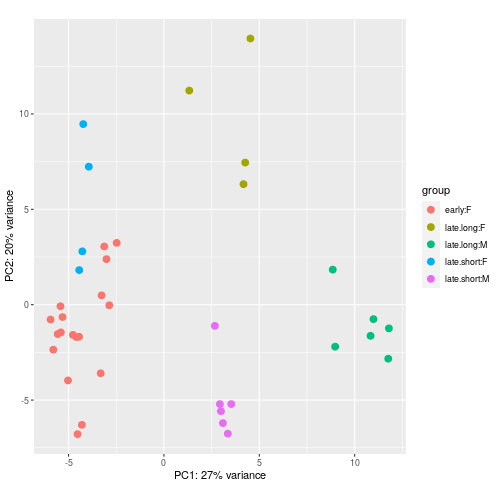 10
5
0
-5
-5
0
5
10
PC1: 27% variance
PC2: 20% variance
group
early:F
late.long:F
late.long:M
late.short:F
late.short:M